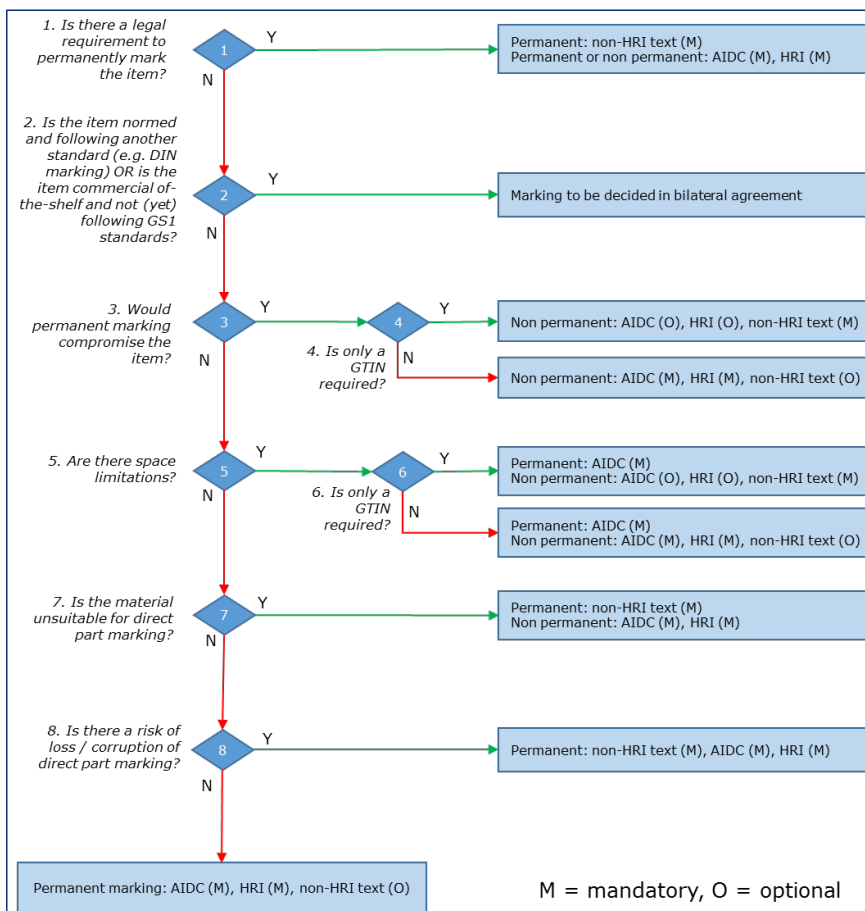 1. Is there a legal
requirement to
permanently mark
the item?
1
Y
N
Permanent: non-HRI text (M)
Permanent or non permanent: AIDC (M), HRI (M)
2. Is the item normed
and following another
standard (e.g. DIN
marking) OR is the
item commercial of-
the-shelf and not (yet)
following GS1
standards?
2
Y
N
Marking to be decided in bilateral agreement
3. Would
permanent marking
compromise the
item?
3
Y
N
4. Is only a
GTIN
required?
4
Y
N
Non permanent: AIDC (O), HRI (O), non-HRI text (M)
Non permanent: AIDC (M), HRI (M), non-HRI text (O)
5. Are there space
limitations?
5
Y
N
6. Is only a
GTIN
required?
6
Y
N
Permanent: AIDC (M)
Non permanent: AIDC (O), HRI (O), non-HRI text (M)
Permanent: AIDC (M)
Non permanent: AIDC (M), HRI (M), non-HRI text (O)
7. Is the material
unsuitable for direct
part marking?
7
Y
N
Permanent: non-HRI text (M)
Non permanent: AIDC (M), HRI (M)
8. Is there a risk of
loss / corruption of
direct part marking?
8
Y
N
Permanent: non-HRI text (M), AIDC (M), HRI (M)
Permanent marking: AIDC (M), HRI (M), non-HRI text (O)
M = mandatory, O = optional